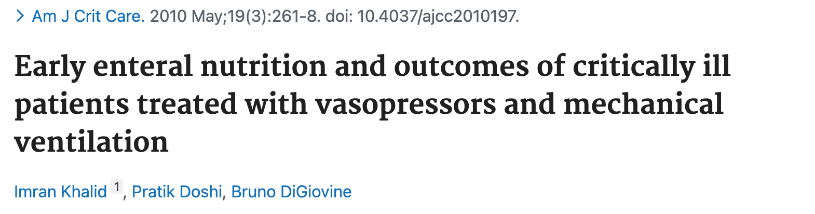 > Am J Crit Care. 2010 May;19(3):261-8. doi: 10.4037/ajcc2010197.
Early enteral nutrition and outcomes of critically ill
patients treated with vasopressors and mechanical
ventilation
Imran Khalid 1, Pratik Doshi, Bruno DiGiovine